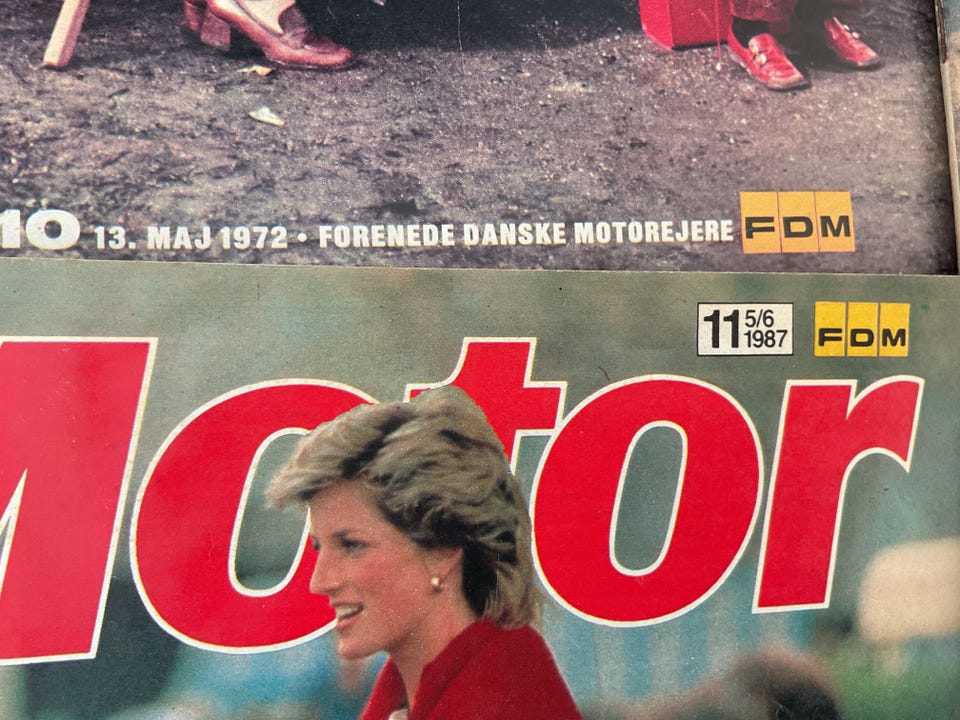 10 13. MAJ 1972 • FORENEDE DANSKE MOTOREJERE FDM
11 5/6 1987 FDM
Motor